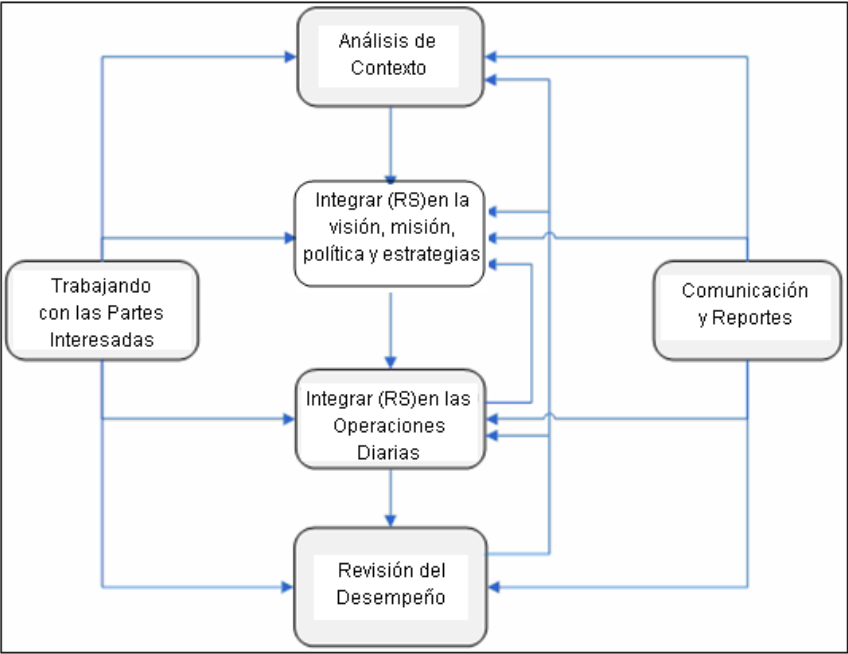 Análisis de
Contexto
Integrar (RS)en la
visión, misión,
política y estrategias
Trabajando
con las Partes
Interesadas
Comunicación
y Reportes
Integrar (RS)en las
Operaciones
Diarias
Revisión del
Desempeño